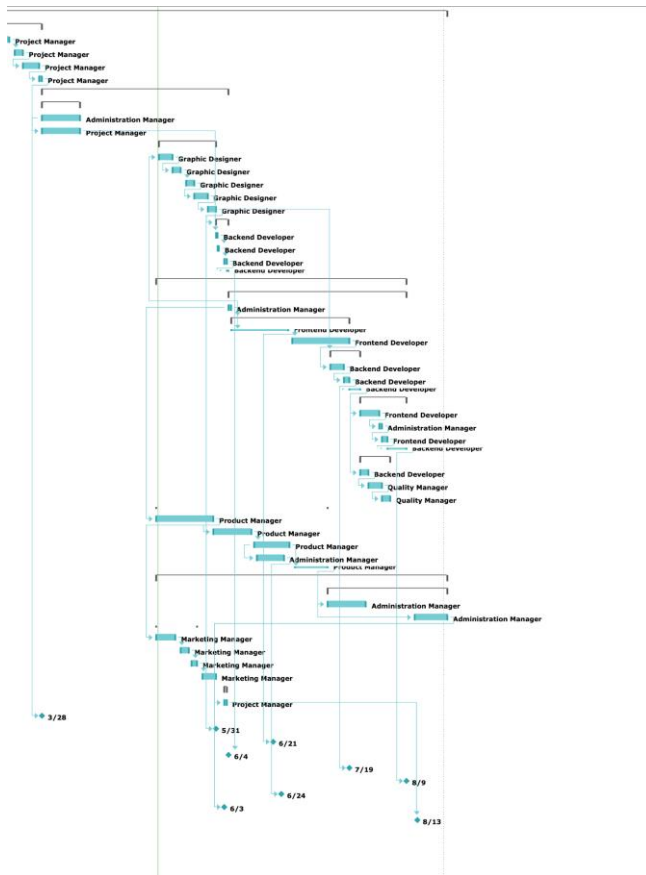 Project Manager
Project Manager
Project Manager
Project Manager
Administration Manager
Project Manager
Graphic Designer
Graphic Designer
Graphic Designer
Graphic Designer
Graphic Designer
Backend Developer
Backend Developer
Backend Developer
Backend Developer
Administration Manager
Frontend Developer
Frontend Developer
Backend Developer
Backend Developer
Backend Developer
Frontend Developer
Administration Manager
Frontend Developer
Backend Developer
Backend Developer
Quality Manager
Quality Manager
Product Manager
Product Manager
Product Manager
Administration Manager
Product Manager
Administration Manager
Administration Manager
Marketing Manager
Marketing Manager
Marketing Manager
Marketing Manager
Project Manager
3/28
5/31
6/21
6/4
7/19
8/9
6/24
6/3
8/13